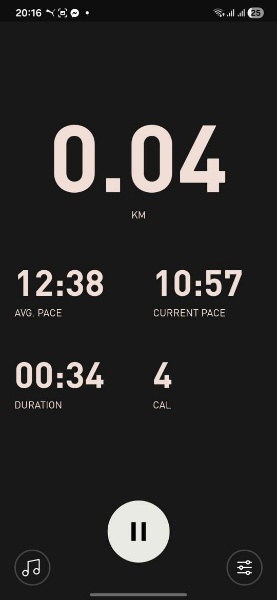 20:16 25
0.04
KM
12:38 10:57
AVG. PACE CURRENT PACE
00:34 4
DURATION CAL